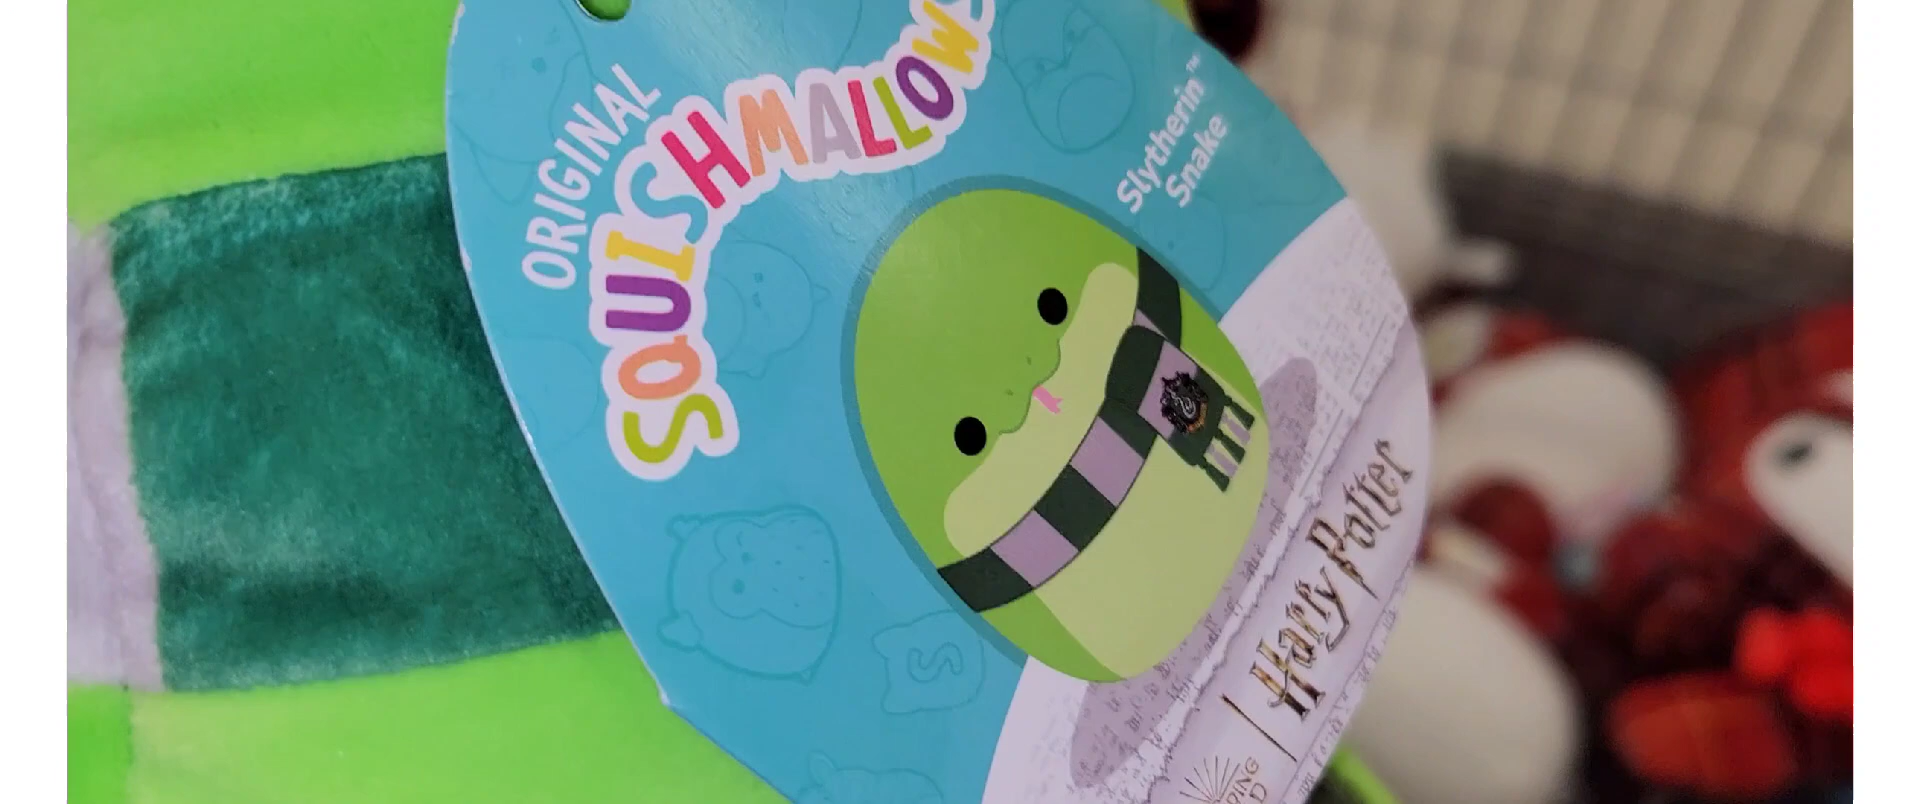 ORIGINAL
SQUISHMALLOWS
Slytherin™
Snake
Harry Potter